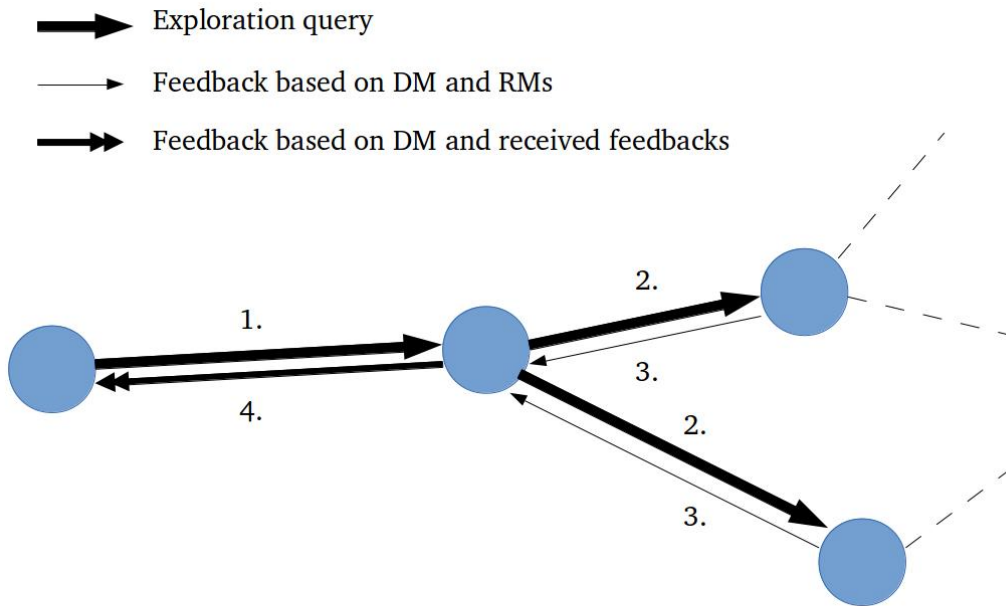 Exploration query
Feedback based on DM and RMs
Feedback based on DM and received feedbacks
2.
1.
3.
4.
2.
3.